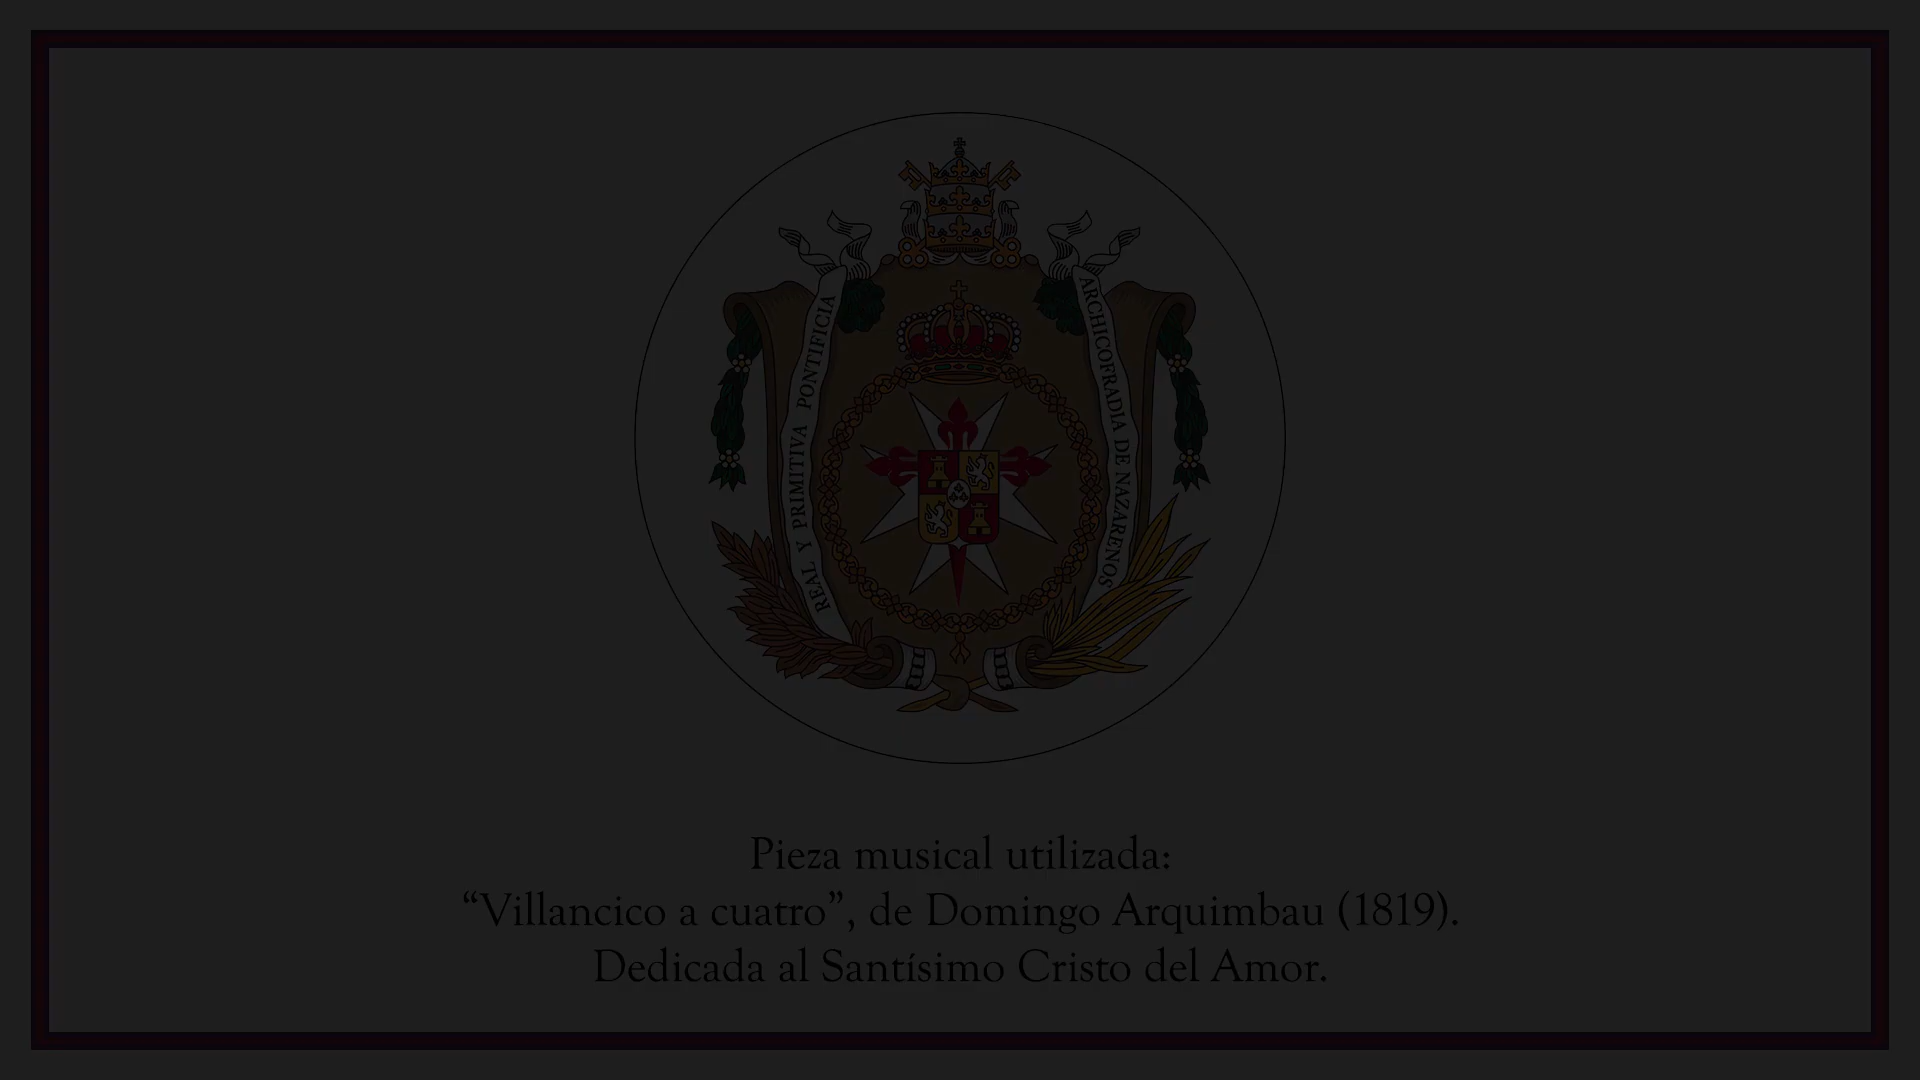 REAL Y PRIMITIVA PONTIFICIA
ARCHICOFRADIA DE NAZARENOS
Pieza musical utilizada:
“Villancico a cuatro”, de Domingo Arquimbau (1819).
Dedicada al Santísimo Cristo del Amor.